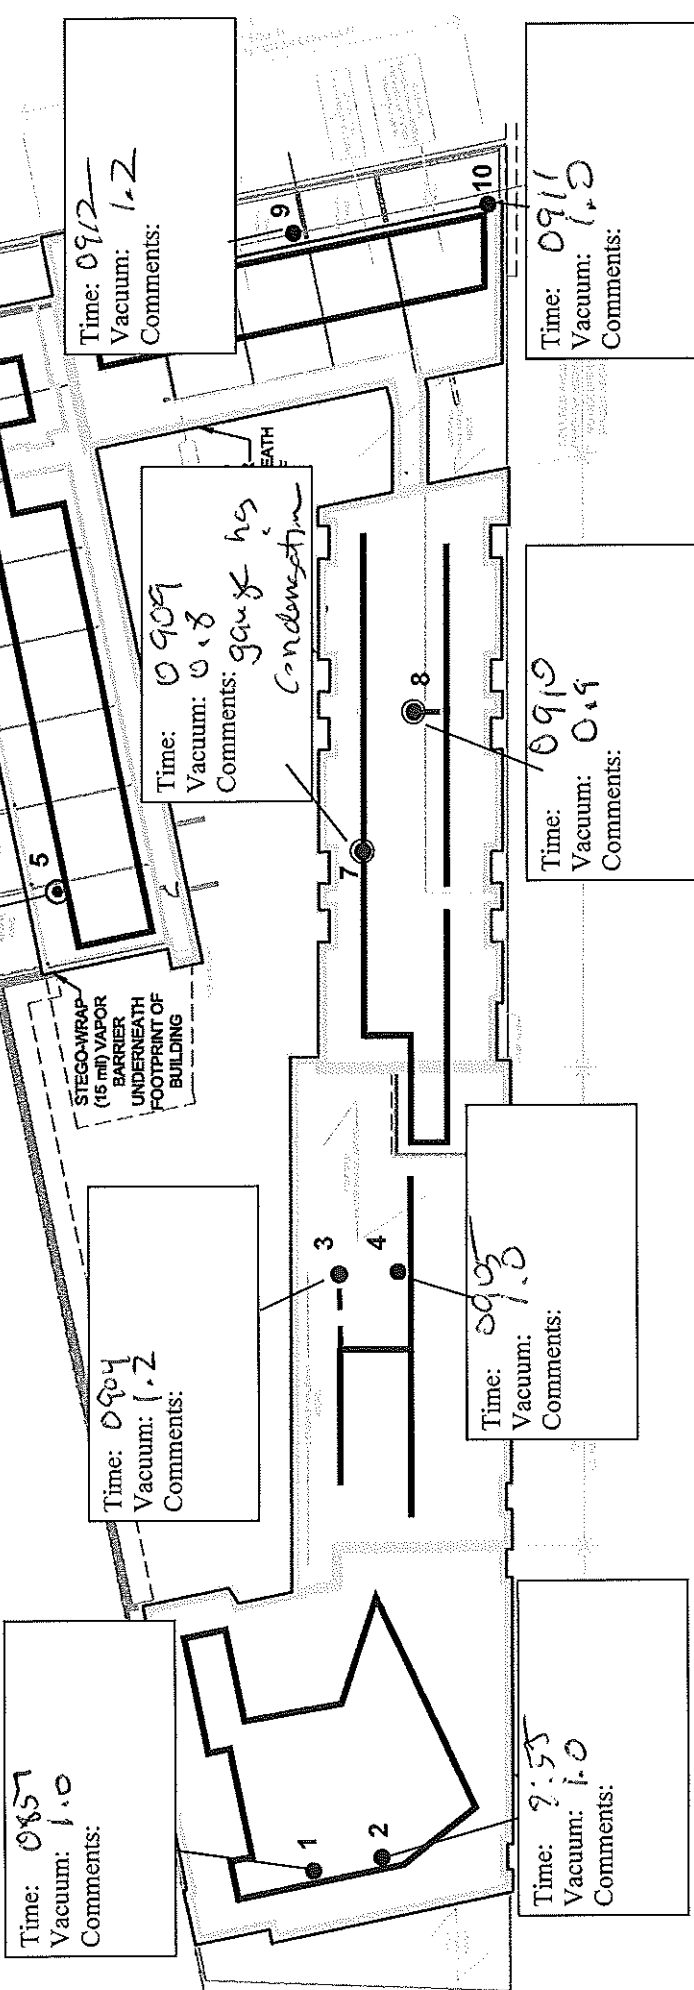 Time: 0857
Vacuum: 1.0
Comments:
1
2
Time: 8:55
Vacuum: 1.0
Comments:
Time: 0904
Vacuum: 1.2
Comments:
3
4
Time: 0905
Vacuum: 1.0
Comments:
STEGO-WRAP
(15 mil) VAPOR
BARRIER
UNDERNEATH
FOOTPRINT OF
BUILDING
5
Time: 0909
Vacuum: 0.8
Comments: gauge has
condensation
7
8
Time: 0910
Vacuum: 0.9
Comments:
EATH
Time: 0912
Vacuum: 1.2
Comments:
9
10
Time: 0911
Vacuum: 1.0
Comments: